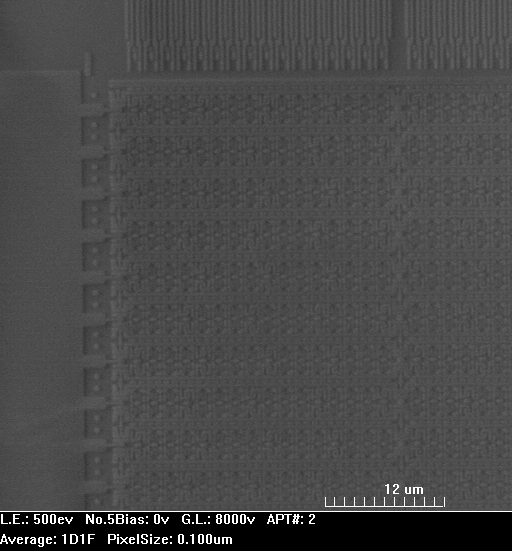 12 um
L.E.: 500ev No.5Bias: 0v G.L.: 8000v APT#: 2
Average: 1D1F PixelSize: 0.100um